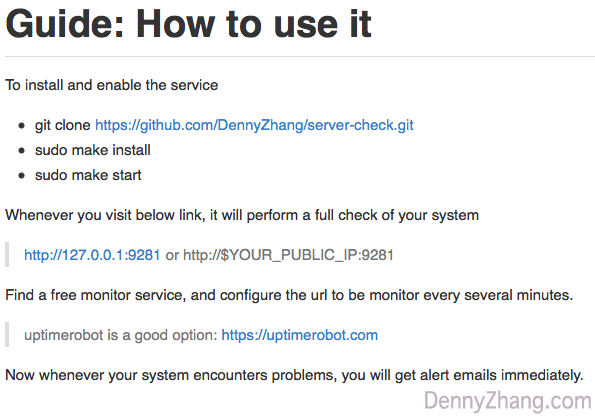 Guide: How to use it
To install and enable the service
git clone https://github.com/DennyZhang/server-check.git
sudo make install
sudo make start
Whenever you visit below link, it will perform a full check of your system
http://127.0.0.1:9281 or http://$YOUR_PUBLIC_IP:9281
Find a free monitor service, and configure the url to be monitor every several minutes.
uptimerobot is a good option: https://uptimerobot.com
Now whenever your system encounters problems, you will get alert emails immediately.
DennyZhang.com